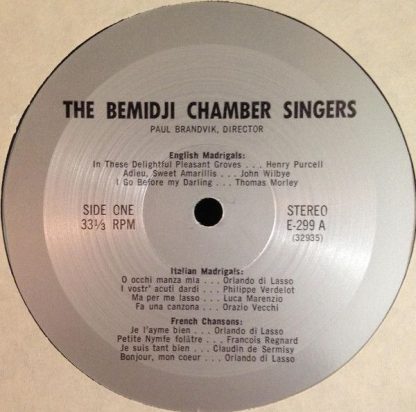 THE BEMIDJI CHAMBER SINGERS
PAUL BRANDVIK, DIRECTOR
English Madrigals:
In These Delightful Pleasant Groves . . . Henry Purcell
Adieu, Sweet Amarillis . . . John Wilbye
I Go Before my Darling . . . Thomas Morley
SIDE ONE
33⅓ RPM
STEREO
E-299 A
(32935)
Italian Madrigals:
O occhi manza mia . . . Orlando di Lasso
I vostr' acuti dardi . . . Philippe Verdelot
Ma per me lasso . . . Luca Marenzio
Fa una canzona . . . Orazio Vecchi
French Chansons:
Je l'ayme bien . . . Orlando di Lasso
Petite Nymfe folâtre . . . Francois Regnard
Je suis tant bien . . . Claudin de Sermisy
Bonjour, mon coeur . . . Orlando di Lasso